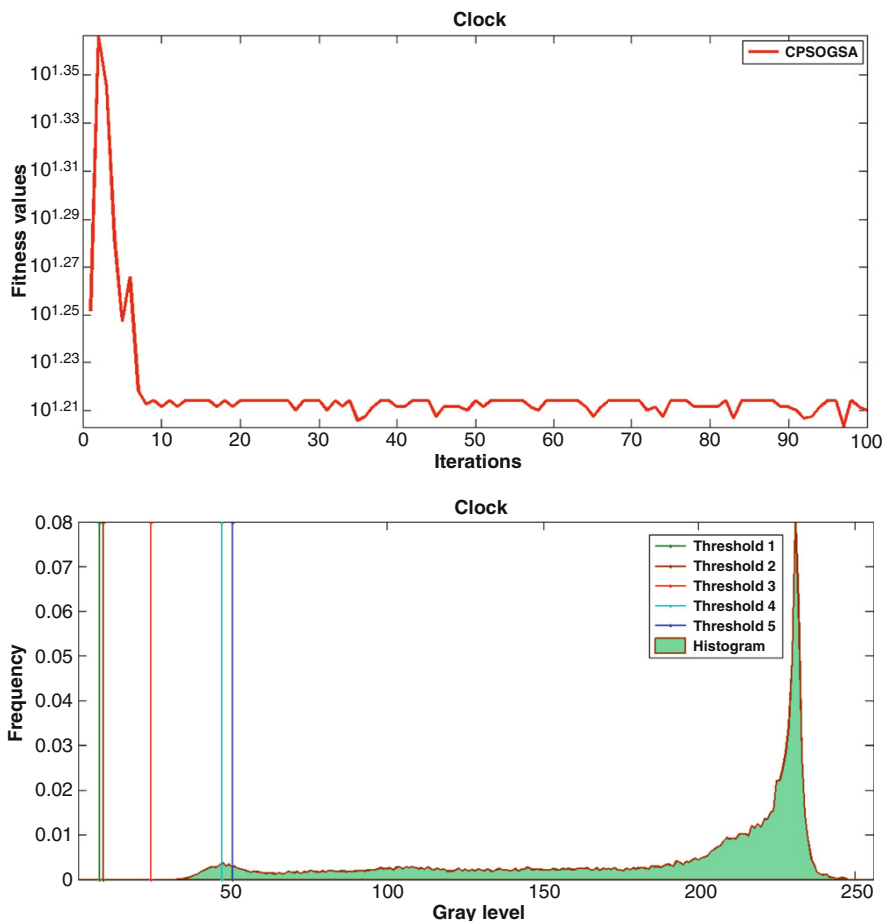 Clock
CPSOGSA
10^1.35
10^1.33
10^1.31
10^1.29
10^1.27
10^1.25
10^1.23
10^1.21
Fitness values
0 10 20 30 40 50 60 70 80 90 100
Iterations
Clock
0.08
0.07
0.06
0.05
0.04
0.03
0.02
0.01
0
Frequency
Threshold 1
Threshold 2
Threshold 3
Threshold 4
Threshold 5
Histogram
50 100 150 200 250
Gray level